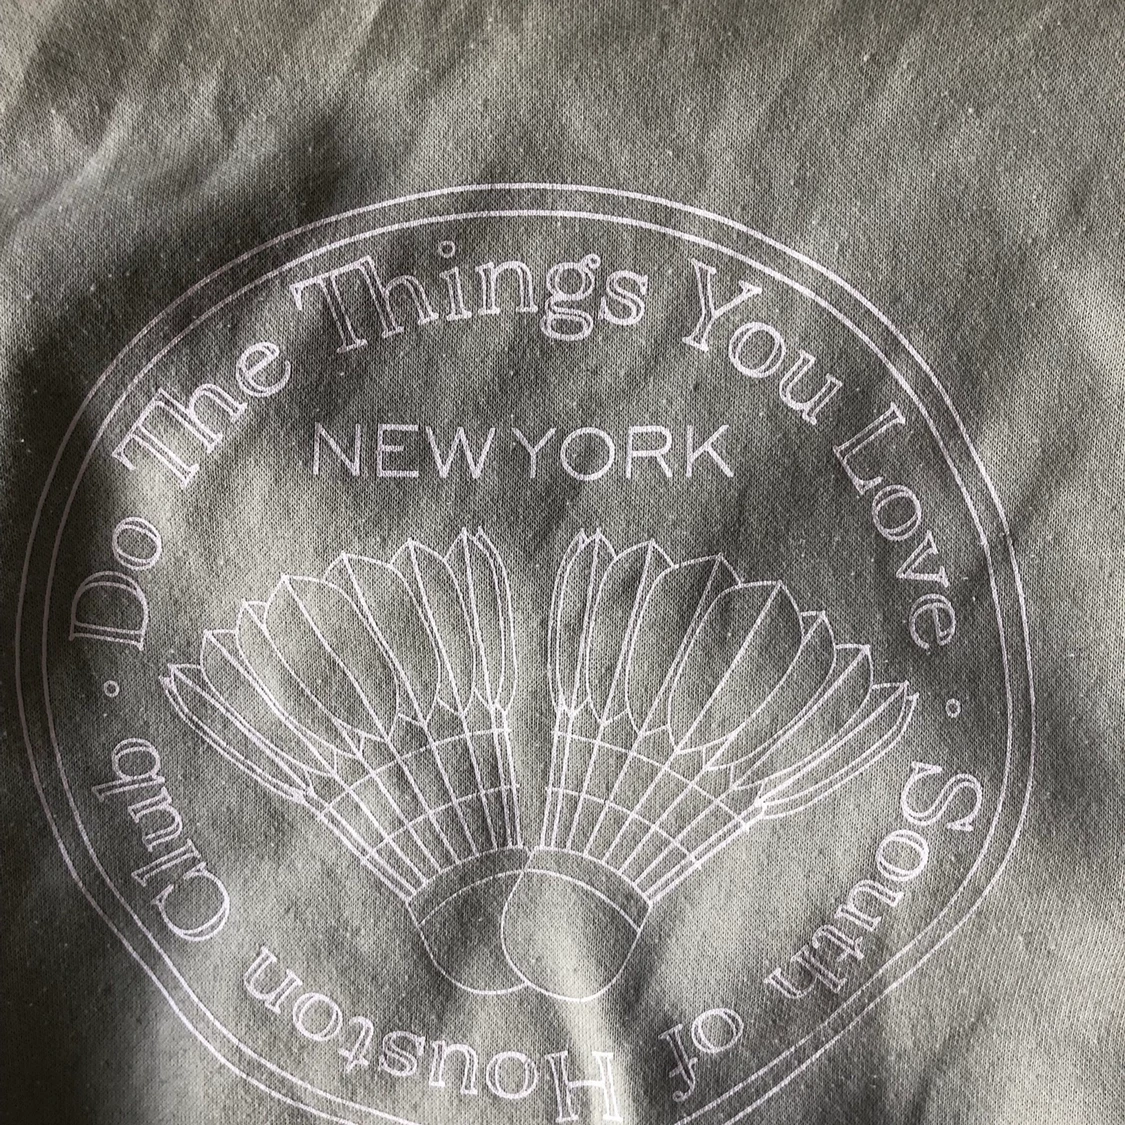 Do The Things You Love
NEW YORK
South of Houston Club